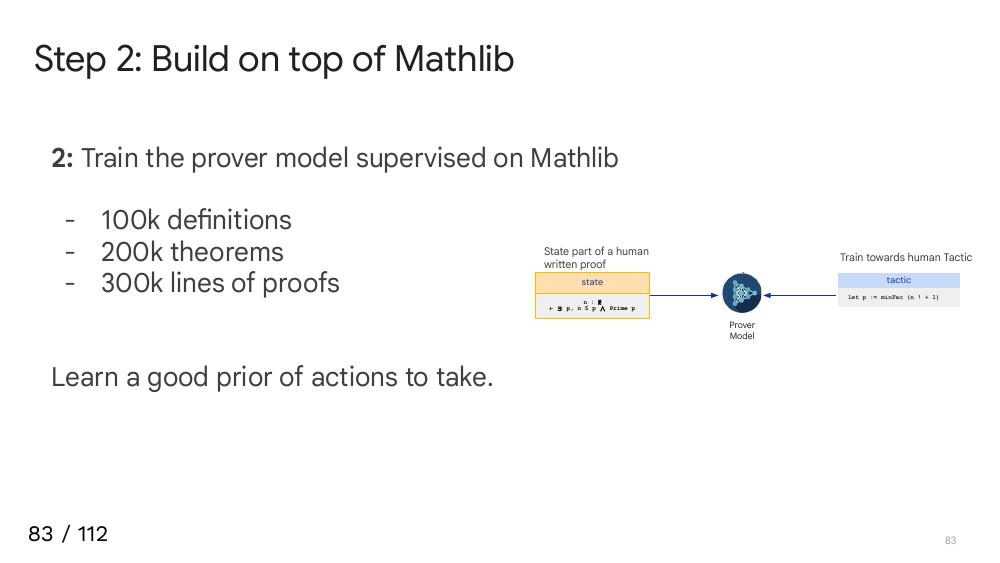 Step 2: Build on top of Mathlib
2: Train the prover model supervised on Mathlib
- 100k definitions
- 200k theorems
- 300k lines of proofs
State part of a human
written proof
state
n :
⊢ ∃ p, n ≤ p ∧ Prime p
Prover
Model
Train towards human Tactic
tactic
let p := minFac (n ! + 1)
Learn a good prior of actions to take.
83 / 112
83